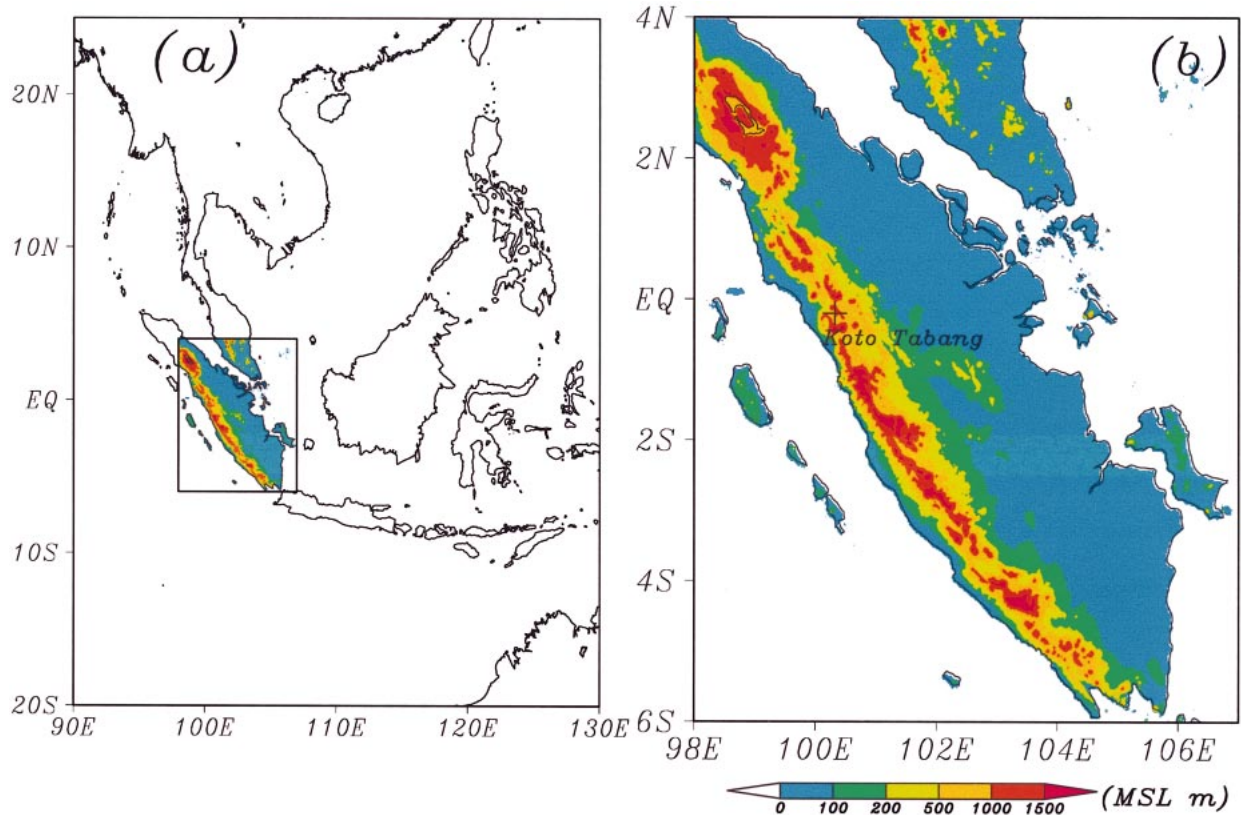 (a)
20N
10N
EQ
10S
20S
90E 100E 110E 120E 130E
(b)
4N
2N
EQ
Koto Tabang
2S
4S
6S
98E 100E 102E 104E 106E
0 100 200 500 1000 1500 (MSL m)